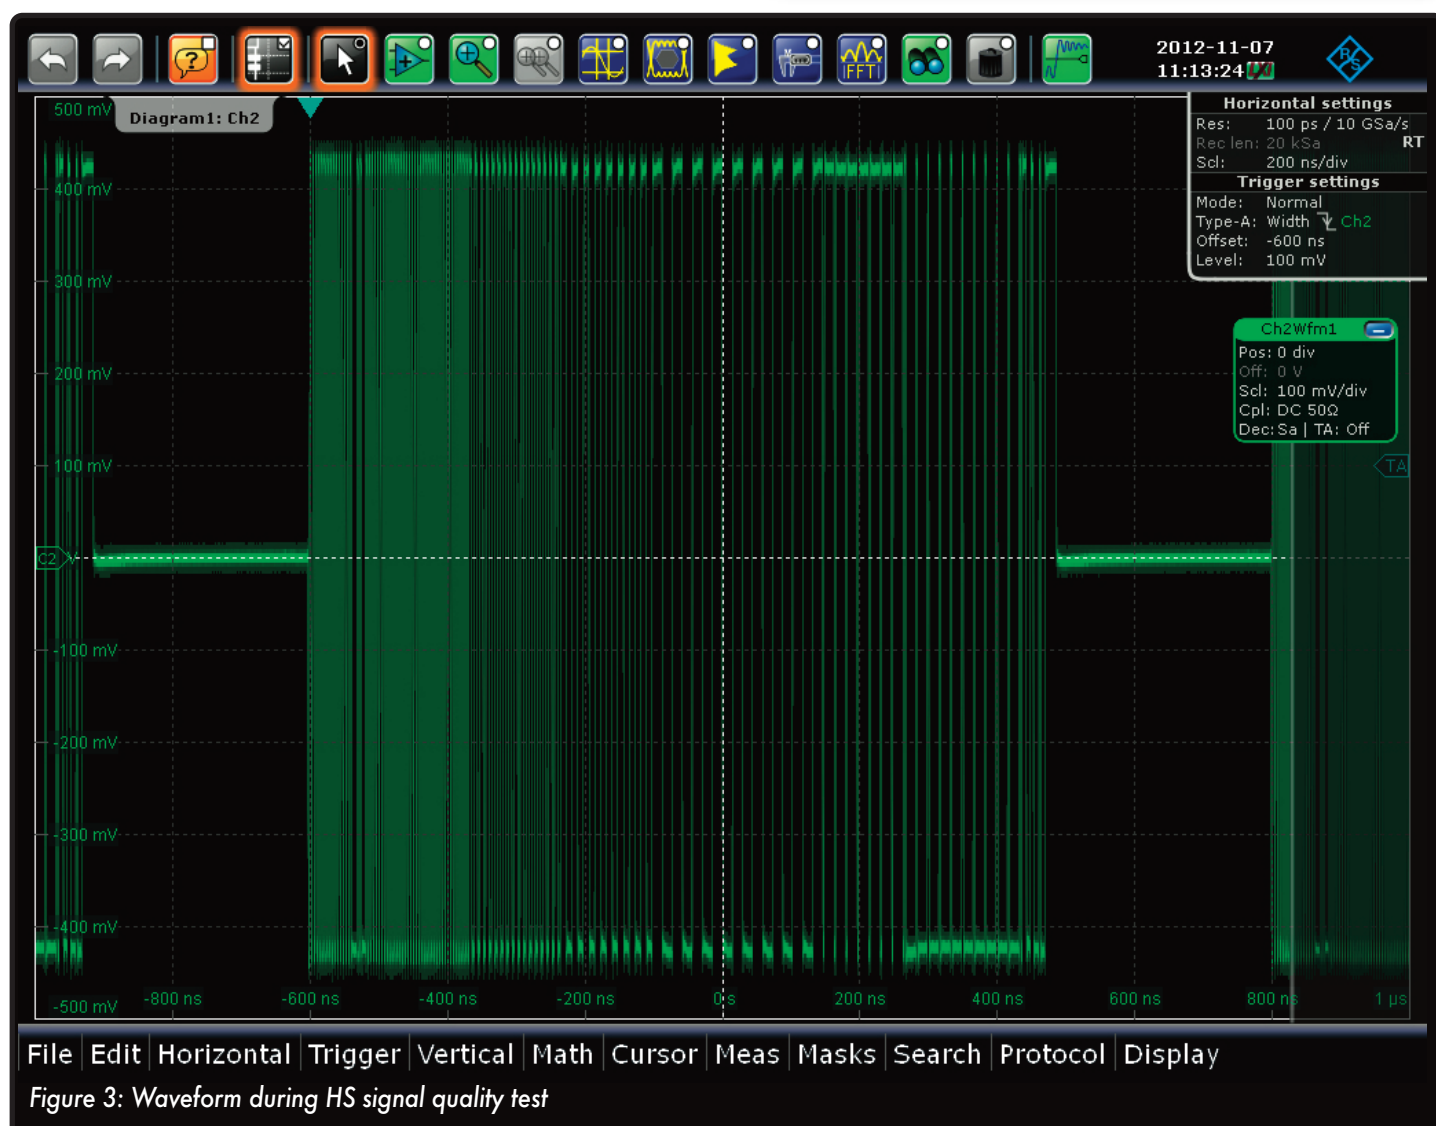 2012-11-07
11:13:24
R&S
?
FFT
Diagram1: Ch2
Horizontal settings
Res: 100 ps / 10 GSa/s
Rec len: 20 kSa RT
Scl: 200 ns/div
Trigger settings
Mode: Normal
Type-A: Width Ch2
Offset: -600 ns
Level: 100 mV
Ch2Wfm1
Pos: 0 div
Off: 0 V
Scl: 100 mV/div
Cpl: DC 50Ω
Dec: Sa | TA: Off
TA
C2
500 mV
400 mV
300 mV
200 mV
100 mV
V
-100 mV
-200 mV
-300 mV
-400 mV
-500 mV
-800 ns -600 ns -400 ns -200 ns 0 s 200 ns 400 ns 600 ns 800 ns 1 µs
File Edit Horizontal Trigger Vertical Math Cursor Meas Masks Search Protocol Display
Figure 3: Waveform during HS signal quality test